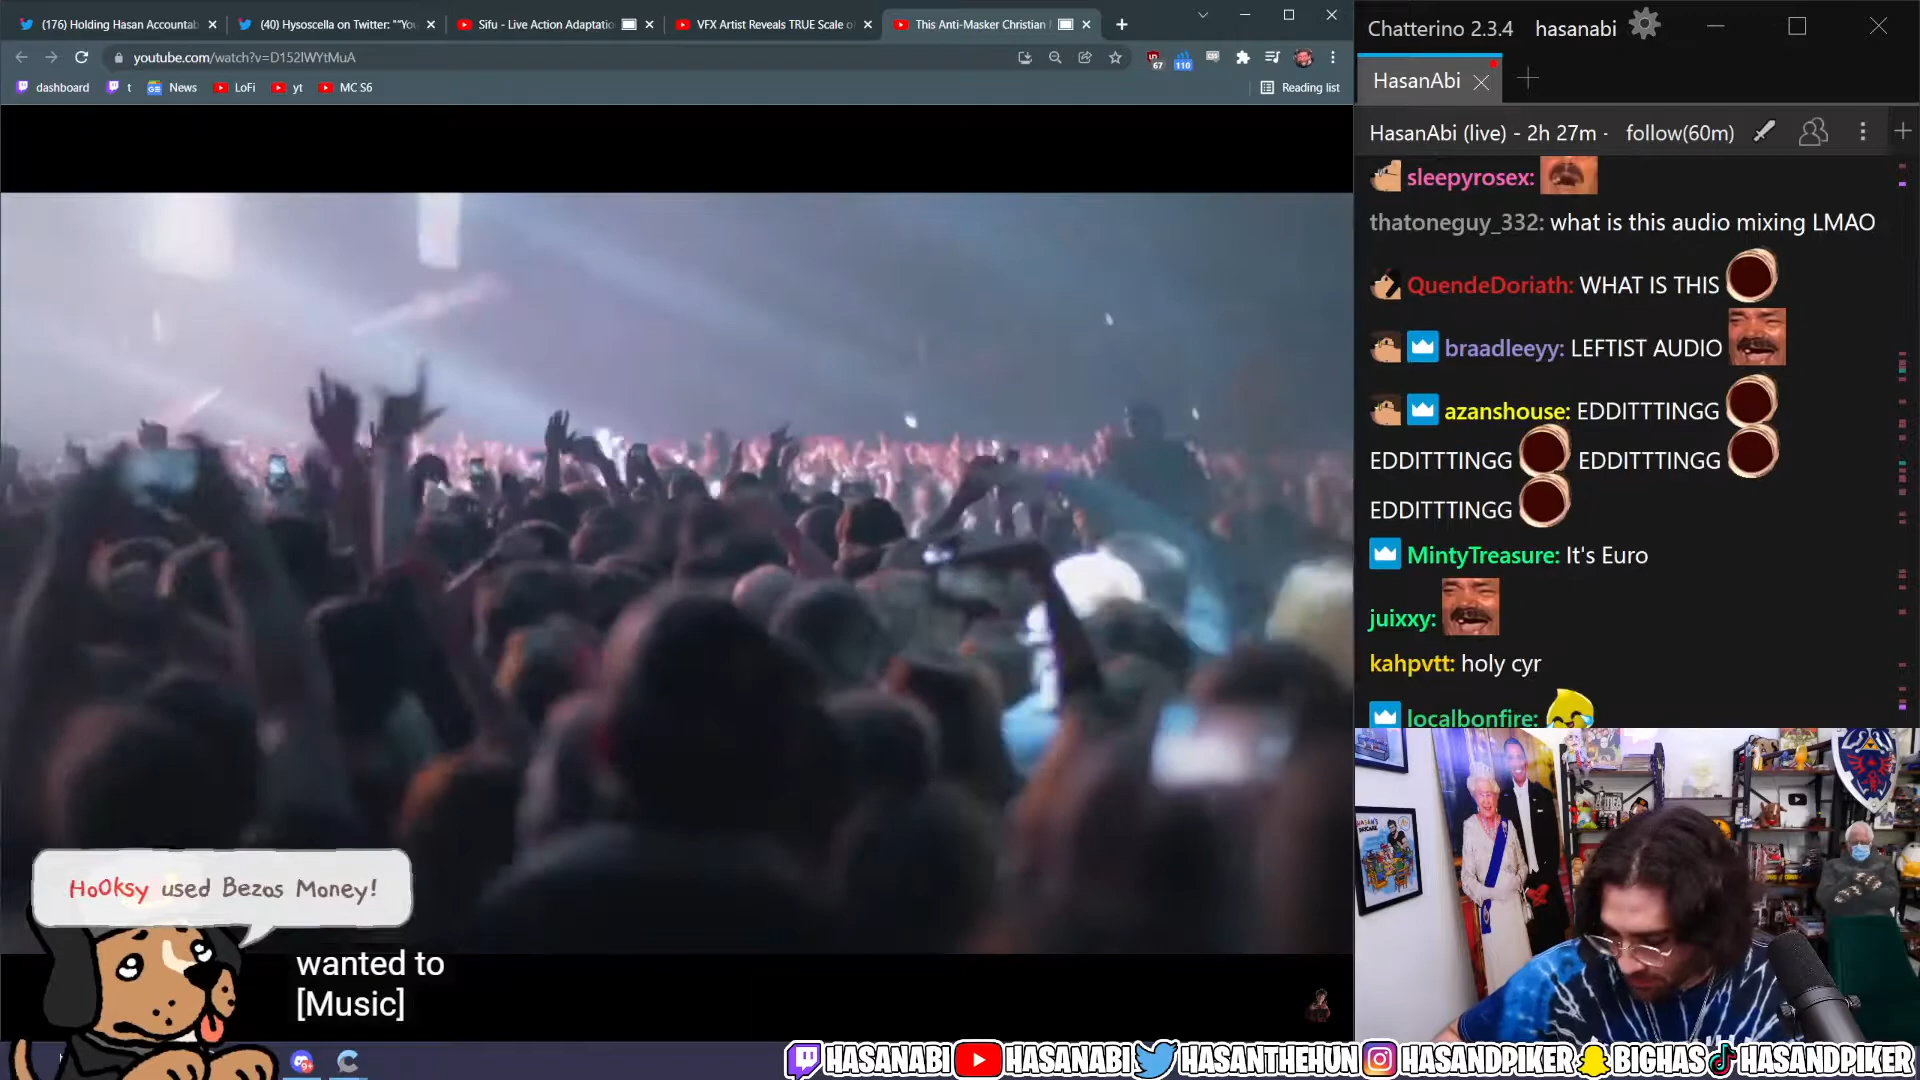 (176) Holding Hasan Accountab
(40) Hysoscella on Twitter: ""You
Sifu - Live Action Adaptatio
VFX Artist Reveals TRUE Scale o
This Anti-Masker Christian
youtube.com/watch?v=D152IWYtMuA
67
110
dashboard
t
News
LoFi
yt
MC S6
Reading list
Chatterino 2.3.4
hasanabi
HasanAbi
HasanAbi (live) - 2h 27m -
follow(60m)
sleepyrosex:
thatoneguy_332: what is this audio mixing LMAO
QuendeDoriath: WHAT IS THIS
braadleeyy: LEFTIST AUDIO
azanshouse: EDDITTTINGG
EDDITTTINGG EDDITTTINGG
EDDITTTINGG
MintyTreasure: It's Euro
juixxy:
kahpvtt: holy cyr
localbonfire:
HoOksy used Bezos Money!
wanted to
[Music]
HASANABI HASANABI HASANTHEHUN HASANDPIKER BIGHAS HASANDPIKER